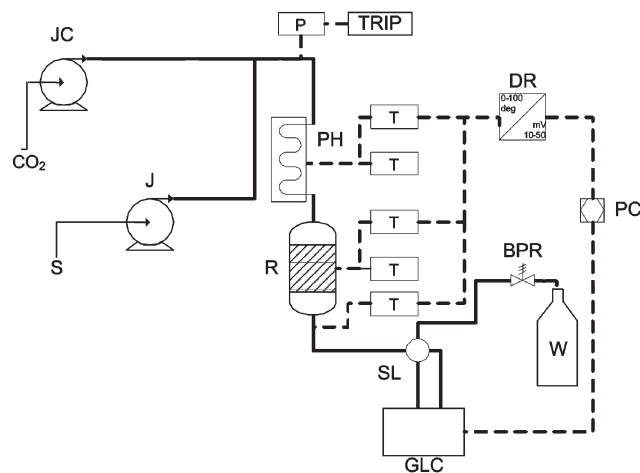 P
TRIP
JC
DR
0-100
deg
mV
10-50
PH
T
T
CO₂
J
PC
T
BPR
R
T
S
T
W
SL
GLC